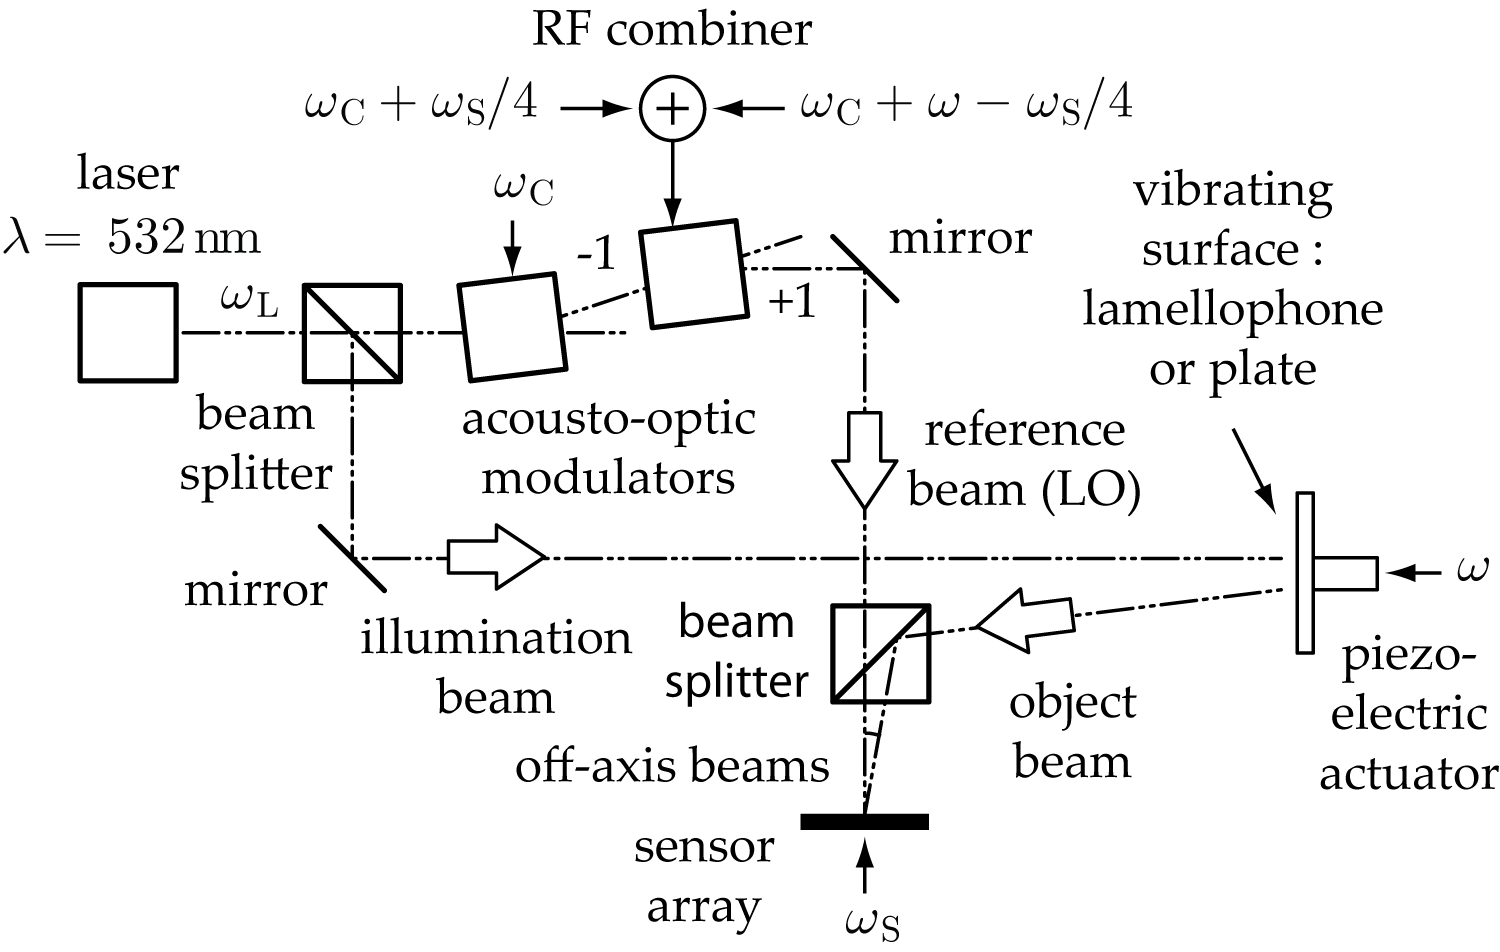 RF combiner
ωC + ωS/4
ωC + ω − ωS/4
laser
λ = 532 nm
ωL
ωC
-1
+1
mirror
vibrating
surface :
lamellophone
or plate
beam
splitter
acousto-optic
modulators
reference
beam (LO)
mirror
illumination
beam
beam
splitter
object
beam
ω
piezo-
electric
actuator
off-axis beams
sensor
array
ωS